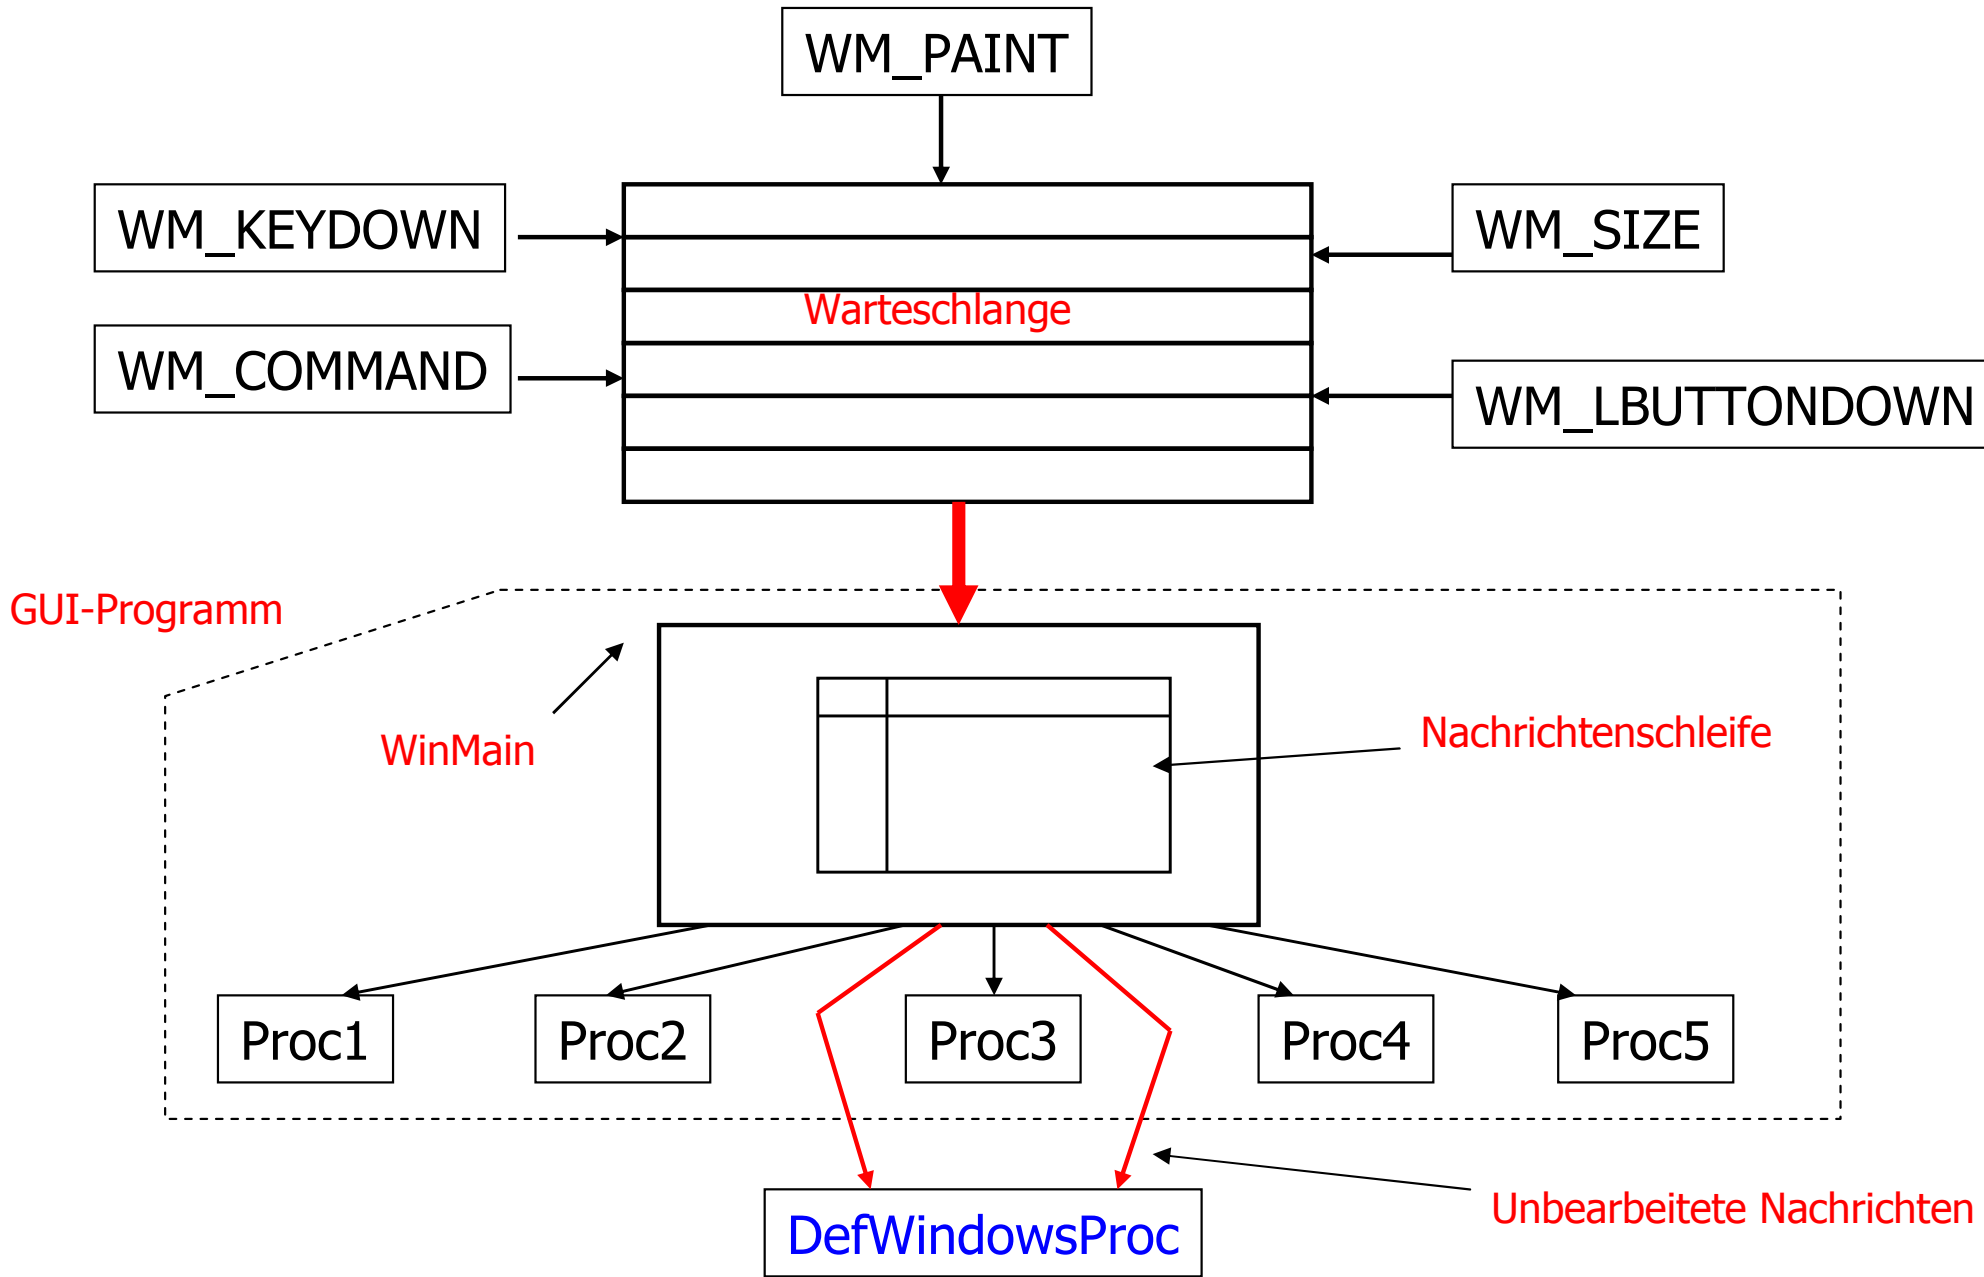 WM_PAINT
WM_KEYDOWN
WM_SIZE
Warteschlange
WM_COMMAND
WM_LBUTTONDOWN
GUI-Programm
WinMain
Nachrichtenschleife
Proc1
Proc2
Proc3
Proc4
Proc5
Unbearbeitete Nachrichten
DefWindowsProc